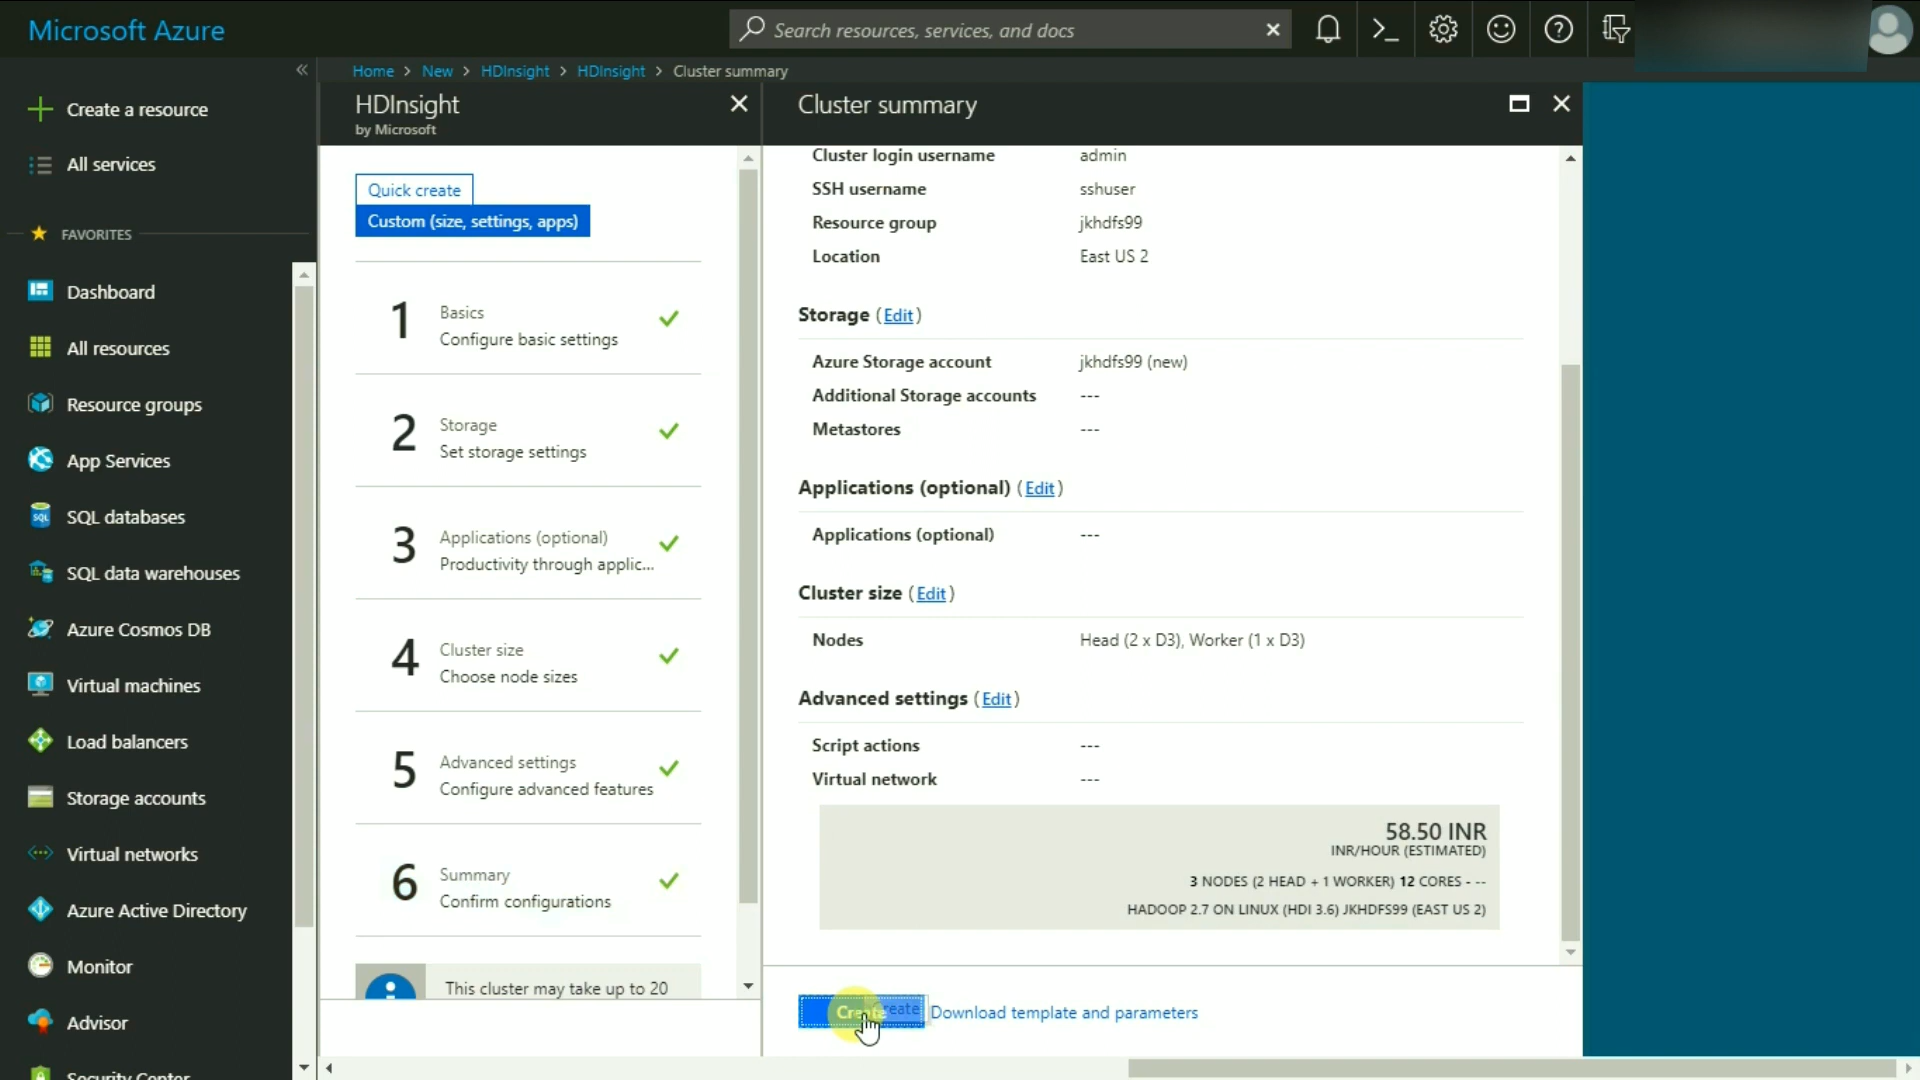 Microsoft Azure
Search resources, services, and docs
Home > New > HDInsight > HDInsight > Cluster summary
Create a resource
All services
FAVORITES
Dashboard
All resources
Resource groups
App Services
SQL databases
SQL data warehouses
Azure Cosmos DB
Virtual machines
Load balancers
Storage accounts
Virtual networks
Azure Active Directory
Monitor
Advisor
Security Center
HDInsight
by Microsoft
Quick create
Custom (size, settings, apps)
1 Basics
Configure basic settings
2 Storage
Set storage settings
3 Applications (optional)
Productivity through applic...
4 Cluster size
Choose node sizes
5 Advanced settings
Configure advanced features
6 Summary
Confirm configurations
This cluster may take up to 20
Cluster summary
Cluster login username admin
SSH username sshuser
Resource group jkhdfs99
Location East US 2
Storage (Edit)
Azure Storage account jkhdfs99 (new)
Additional Storage accounts ---
Metastores ---
Applications (optional) (Edit)
Applications (optional) ---
Cluster size (Edit)
Nodes Head (2 x D3), Worker (1 x D3)
Advanced settings (Edit)
Script actions ---
Virtual network ---
58.50 INR
INR/HOUR (ESTIMATED)
3 NODES (2 HEAD + 1 WORKER) 12 CORES - --
HADOOP 2.7 ON LINUX (HDI 3.6) JKHDFS99 (EAST US 2)
Create Create Download template and parameters